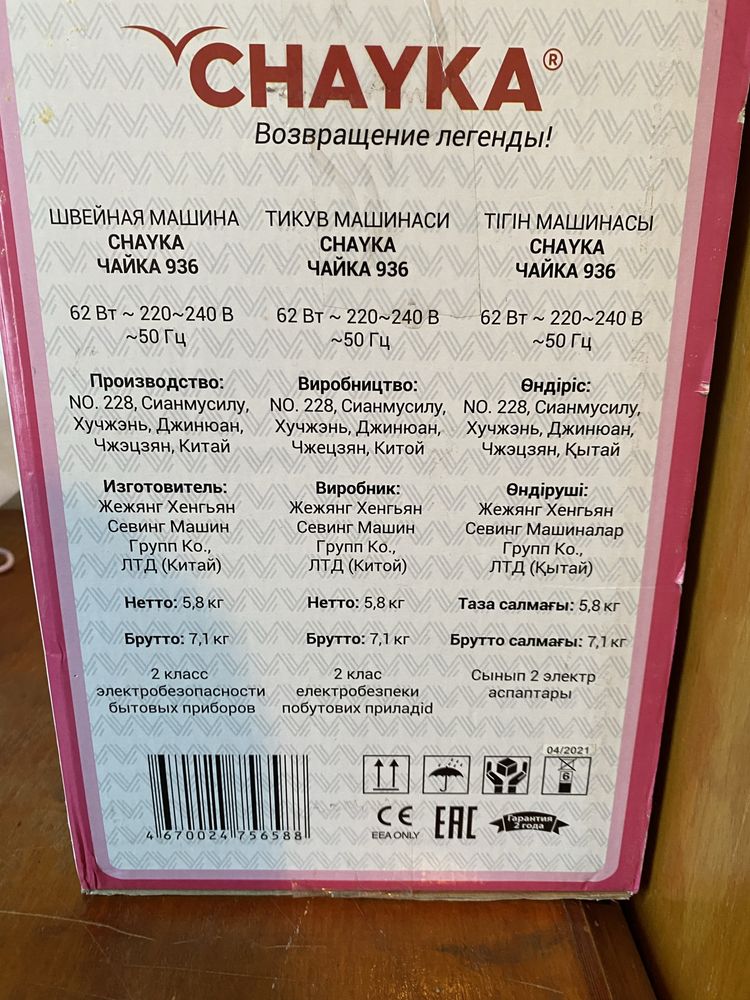 CHAYKA®
Возвращение легенды!
ШВЕЙНАЯ МАШИНА
CHAYKA
ЧАЙКА 936
62 Вт ~ 220~240 В
~50 Гц
Производство:
NO. 228, Сианмусилу,
Хучжэнь, Джинюан,
Чжэцзян, Китай
Изготовитель:
Жежянг Хенгьян
Севинг Машин
Групп Ко.,
ЛТД (Китай)
Нетто: 5,8 кг
Брутто: 7,1 кг
2 класс
электробезопасности
бытовых приборов
ТИКУВ МАШИНАСИ
CHAYKA
ЧАЙКА 936
62 Вт ~ 220~240 В
~50 Гц
Виробництво:
NO. 228, Сианмусилу,
Хучжэнь, Джинюан,
Чжецзян, Китой
Виробник:
Жежянг Хенгьян
Севинг Машин
Групп Ко.,
ЛТД (Китой)
Нетто: 5,8 кг
Брутто: 7,1 кг
2 клас
електробезпеки
побутових приладid
ТІГІН МАШИНАСЫ
CHAYKA
ЧАЙКА 936
62 Вт ~ 220~240 В
~50 Гц
Өндіріс:
NO. 228, Сианмусилу,
Хучжэнь, Джинюан,
Чжэцзян, Қытай
Өндіруші:
Жежянг Хенгьян
Севинг Машиналар
Групп Ко.,
ЛТД (Қытай)
Таза салмағы: 5,8 кг
Брутто салмағы: 7,1 кг
Сынып 2 электр
аспаптары
4 670024 756588
04/2021
6
CE
EEA ONLY
EAC
Гарантия
2 года